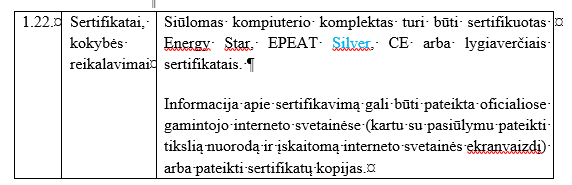 1.22. Sertifikatai, Siūlomas kompiuterio komplektas turi būti sertifikuotas
kokybės Energy Star, EPEAT Silver, CE arba lygiaverčiais
reikalavimai sertifikatais. ¶
Informacija apie sertifikavimą gali būti pateikta oficialiose
gamintojo interneto svetainėse (kartu su pasiūlymu pateikti
tikslią nuorodą ir įskaitomą interneto svetainės ekranvaizdį)
arba pateikti sertifikatų kopijas.